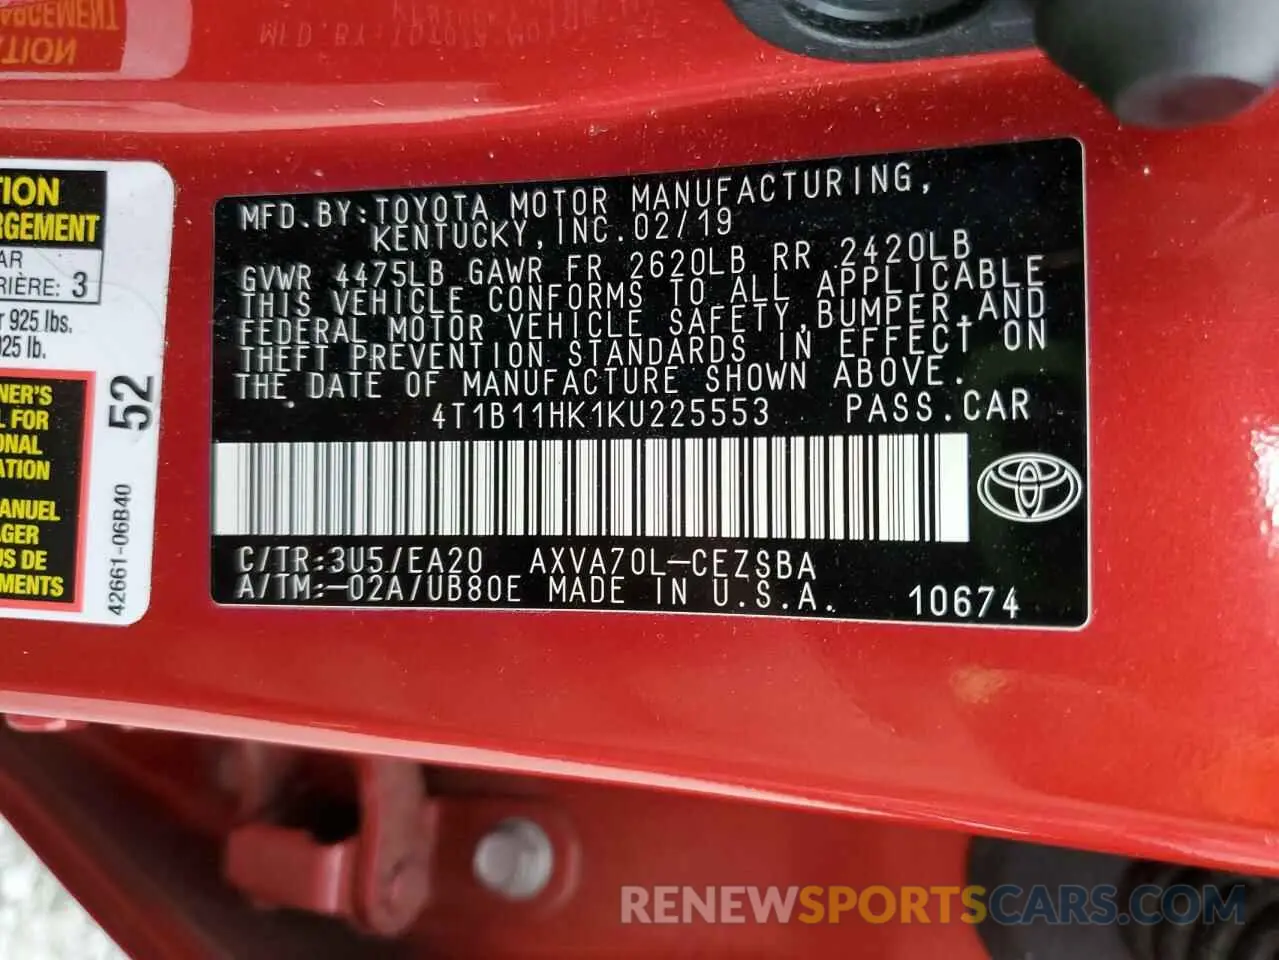 TION
RGEMENT
AR
RIÈRE: 3
r 925 lbs.
925 lb.
NER'S
L FOR
ONAL
ATION
ANUEL
GER
US DE
MENTS
52
42661-06B40
MFD.BY:TOYOTA MOTOR MANUFACTURING,
KENTUCKY,INC.02/19
GVWR 4475LB GAWR FR 2620LB RR 2420LB
THIS VEHICLE CONFORMS TO ALL APPLICABLE
FEDERAL MOTOR VEHICLE SAFETY,BUMPER,AND
THEFT PREVENTION STANDARDS IN EFFECT ON
THE DATE OF MANUFACTURE SHOWN ABOVE.
4T1B11HK1KU225553 PASS.CAR
C/TR:3U5/EA20 AXVA70L-CEZSBA
A/TM:-02A/UB80E MADE IN U.S.A. 10674
RENEWSPORTSCARS.COM